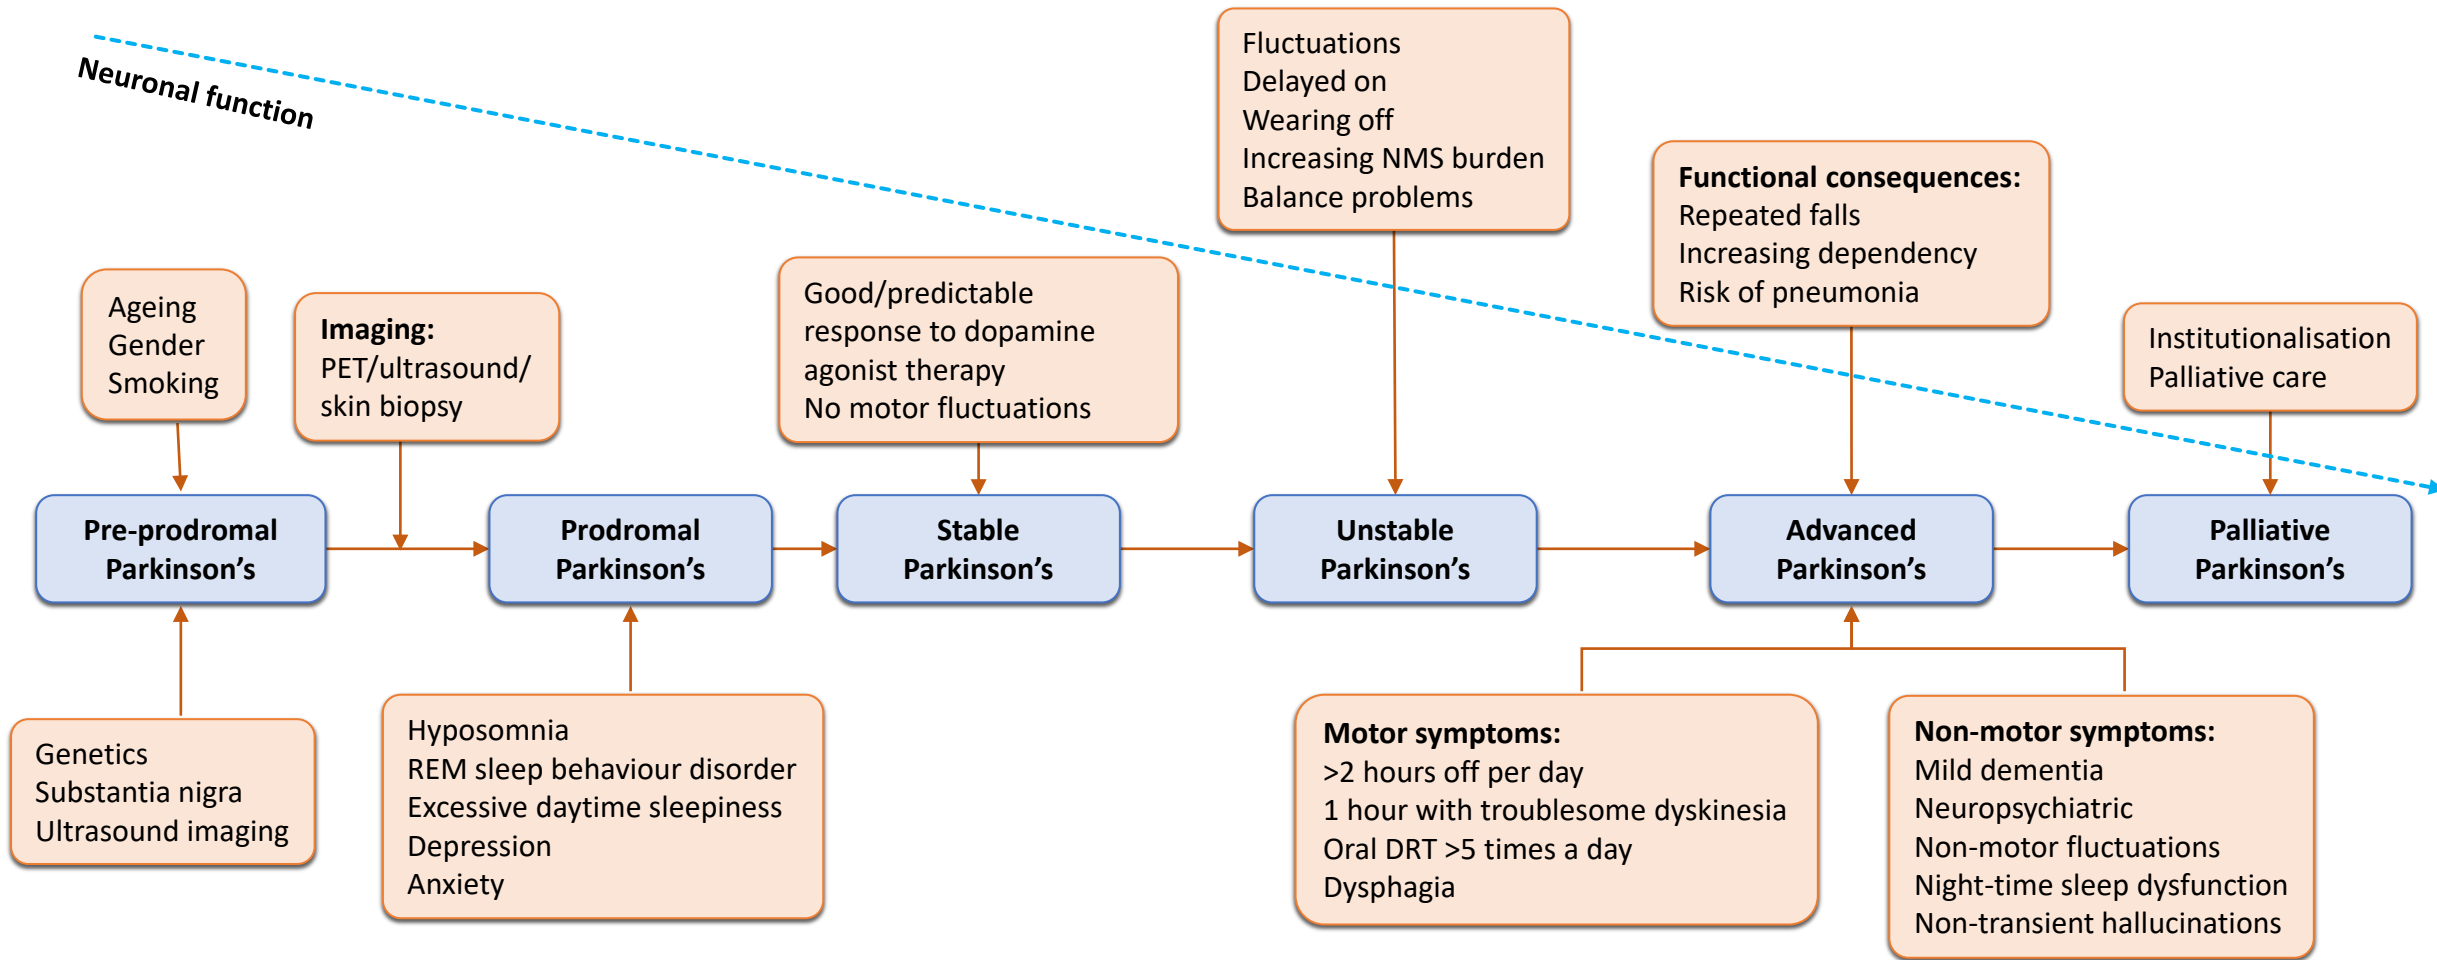 Neuronal function
Fluctuations
Delayed on
Wearing off
Increasing NMS burden
Balance problems
Functional consequences:
Repeated falls
Increasing dependency
Risk of pneumonia
Ageing
Gender
Smoking
Imaging:
PET/ultrasound/
skin biopsy
Good/predictable
response to dopamine
agonist therapy
No motor fluctuations
Institutionalisation
Palliative care
Pre-prodromal
Parkinson’s
Prodromal
Parkinson’s
Stable
Parkinson’s
Unstable
Parkinson’s
Advanced
Parkinson’s
Palliative
Parkinson’s
Genetics
Substantia nigra
Ultrasound imaging
Hyposomnia
REM sleep behaviour disorder
Excessive daytime sleepiness
Depression
Anxiety
Motor symptoms:
>2 hours off per day
1 hour with troublesome dyskinesia
Oral DRT >5 times a day
Dysphagia
Non-motor symptoms:
Mild dementia
Neuropsychiatric
Non-motor fluctuations
Night-time sleep dysfunction
Non-transient hallucinations